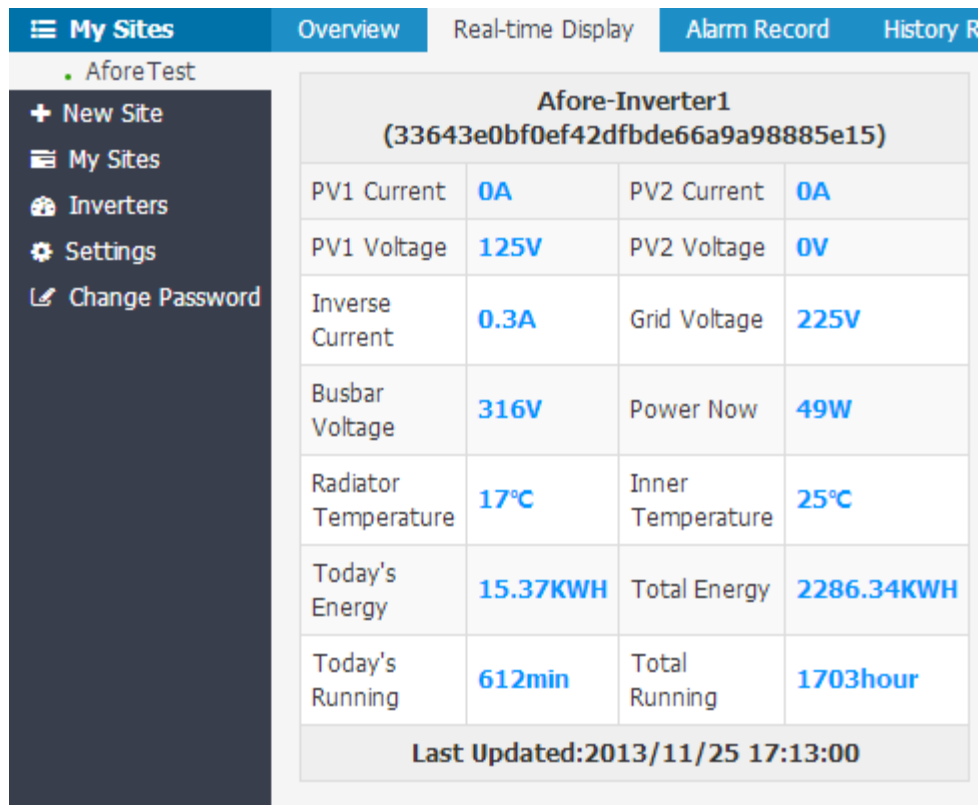 My Sites
Overview
Real-time Display
Alarm Record
History R
AforeTest
New Site
My Sites
Inverters
Settings
Change Password
Afore-Inverter1
(33643e0bf0ef42dfbde66a9a98885e15)
PV1 Current 0A PV2 Current 0A
PV1 Voltage 125V PV2 Voltage 0V
Inverse
Current 0.3A Grid Voltage 225V
Busbar
Voltage 316V Power Now 49W
Radiator
Temperature 17℃ Inner
Temperature 25℃
Today's
Energy 15.37KWH Total Energy 2286.34KWH
Today's
Running 612min Total
Running 1703hour
Last Updated:2013/11/25 17:13:00